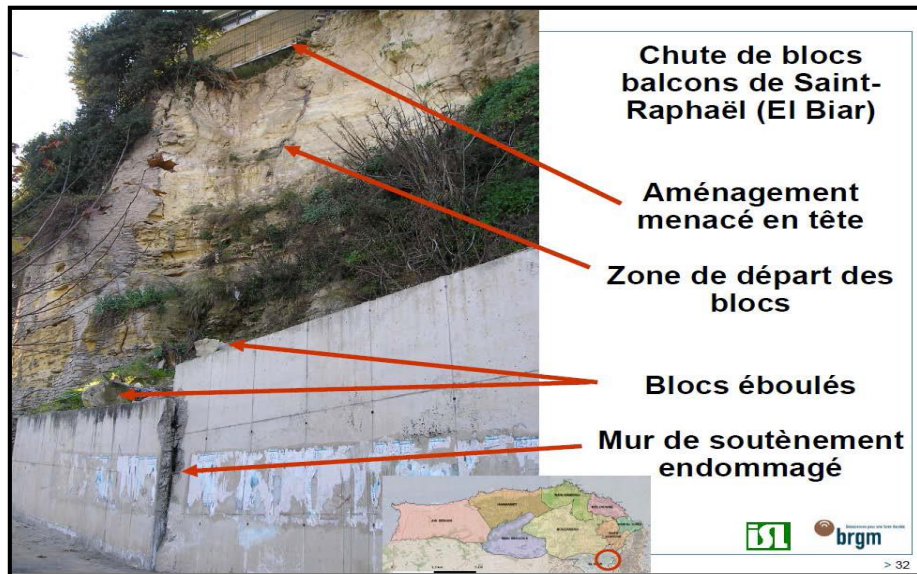 Chute de blocs
balcons de Saint-
Raphaël (El Biar)
Aménagement
menacé en tête
Zone de départ des
blocs
Blocs éboulés
Mur de soutènement
endommagé
iSL
brgm
> 32